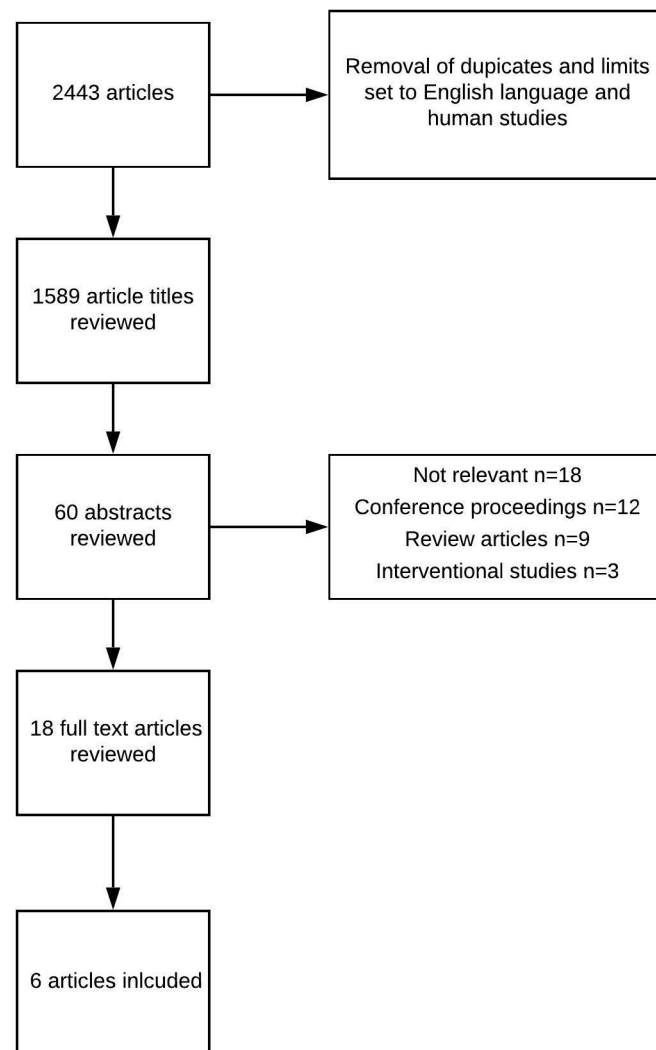 2443 articles
Removal of dupicates and limits
set to English language and
human studies
1589 article titles
reviewed
60 abstracts
reviewed
Not relevant n=18
Conference proceedings n=12
Review articles n=9
Interventional studies n=3
18 full text articles
reviewed
6 articles inlcuded